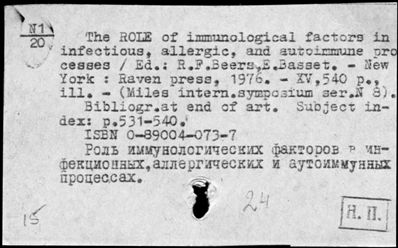 N1
20
The ROLE of immunological factors in
infectious, allergic, and autoimmune pro
cesses / Ed.: R.F.Beers,E.Basset. - New
York : Raven press, 1976. - XV,540 p.,
ill. - (Miles intern.symposium ser.N 8).
Bibliogr.at end of art. Subject in-
dex: p.531-540.
ISBN 0-89004-073-7
Роль иммунологических факторов в ин-
фекционных,аллергических и аутоиммунных
процессах.
15
24
Н.П.